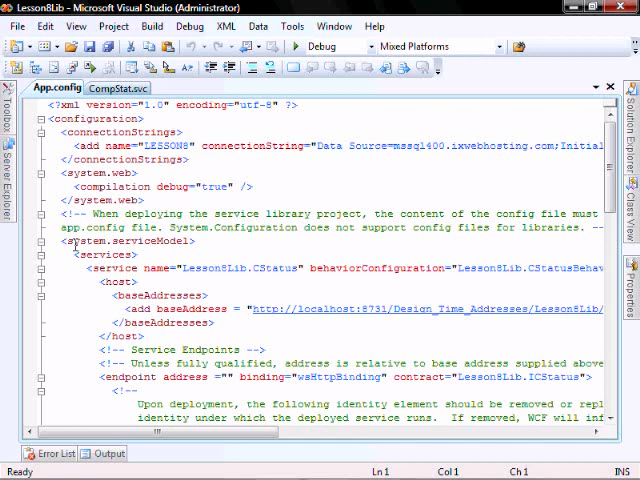 Lesson8Lib - Microsoft Visual Studio (Administrator)
File Edit View Project Build Debug Data XML Tools Test Window Help
Debug Mixed Platforms
App.config CompStat.svc
Toolbox
Server Explorer
Solution Explorer
Class View
Properties
<?xml version="1.0" encoding="utf-8" ?>
<configuration>
<connectionStrings>
<add name="LESSON8" connectionString="Data Source=mssql400.ixwebhosting.com;Initial
</connectionStrings>
<system.web>
<compilation debug="true" />
</system.web>
<!-- When deploying the service library project, the content of the config file must
app.config file. System.Configuration does not support config files for libraries. --
<system.serviceModel>
<services>
<service name="Lesson8Lib.CStatus" behaviorConfiguration="Lesson8Lib.CStatusBehav
<host>
<baseAddresses>
<add baseAddress = "http://localhost:8731/Design_Time_Addresses/Lesson8Lib/
</baseAddresses>
</host>
<!-- Service Endpoints -->
<!-- Unless fully qualified, address is relative to base address supplied above
<endpoint address ="" binding="wsHttpBinding" contract="Lesson8Lib.ICStatus">
<!--
Upon deployment, the following identity element should be removed or repl
identity under which the deployed service runs. If removed, WCF will inf
Error List Output
Ready Ln 1 Col 1 Ch 1 INS